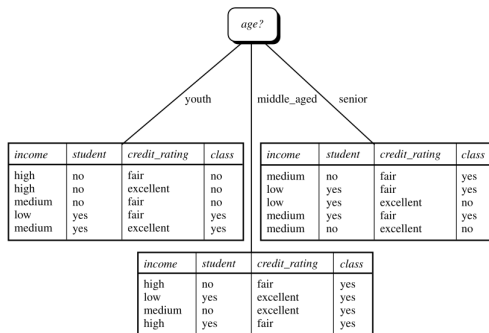 age?
youth
middle_aged
senior
income student credit_rating class
high no fair no
high no excellent no
medium no fair no
low yes fair yes
medium yes excellent yes
income student credit_rating class
medium no fair yes
low yes fair yes
low yes excellent no
medium yes fair yes
medium no excellent no
income student credit_rating class
high no fair yes
low yes excellent yes
medium no excellent yes
high yes fair yes